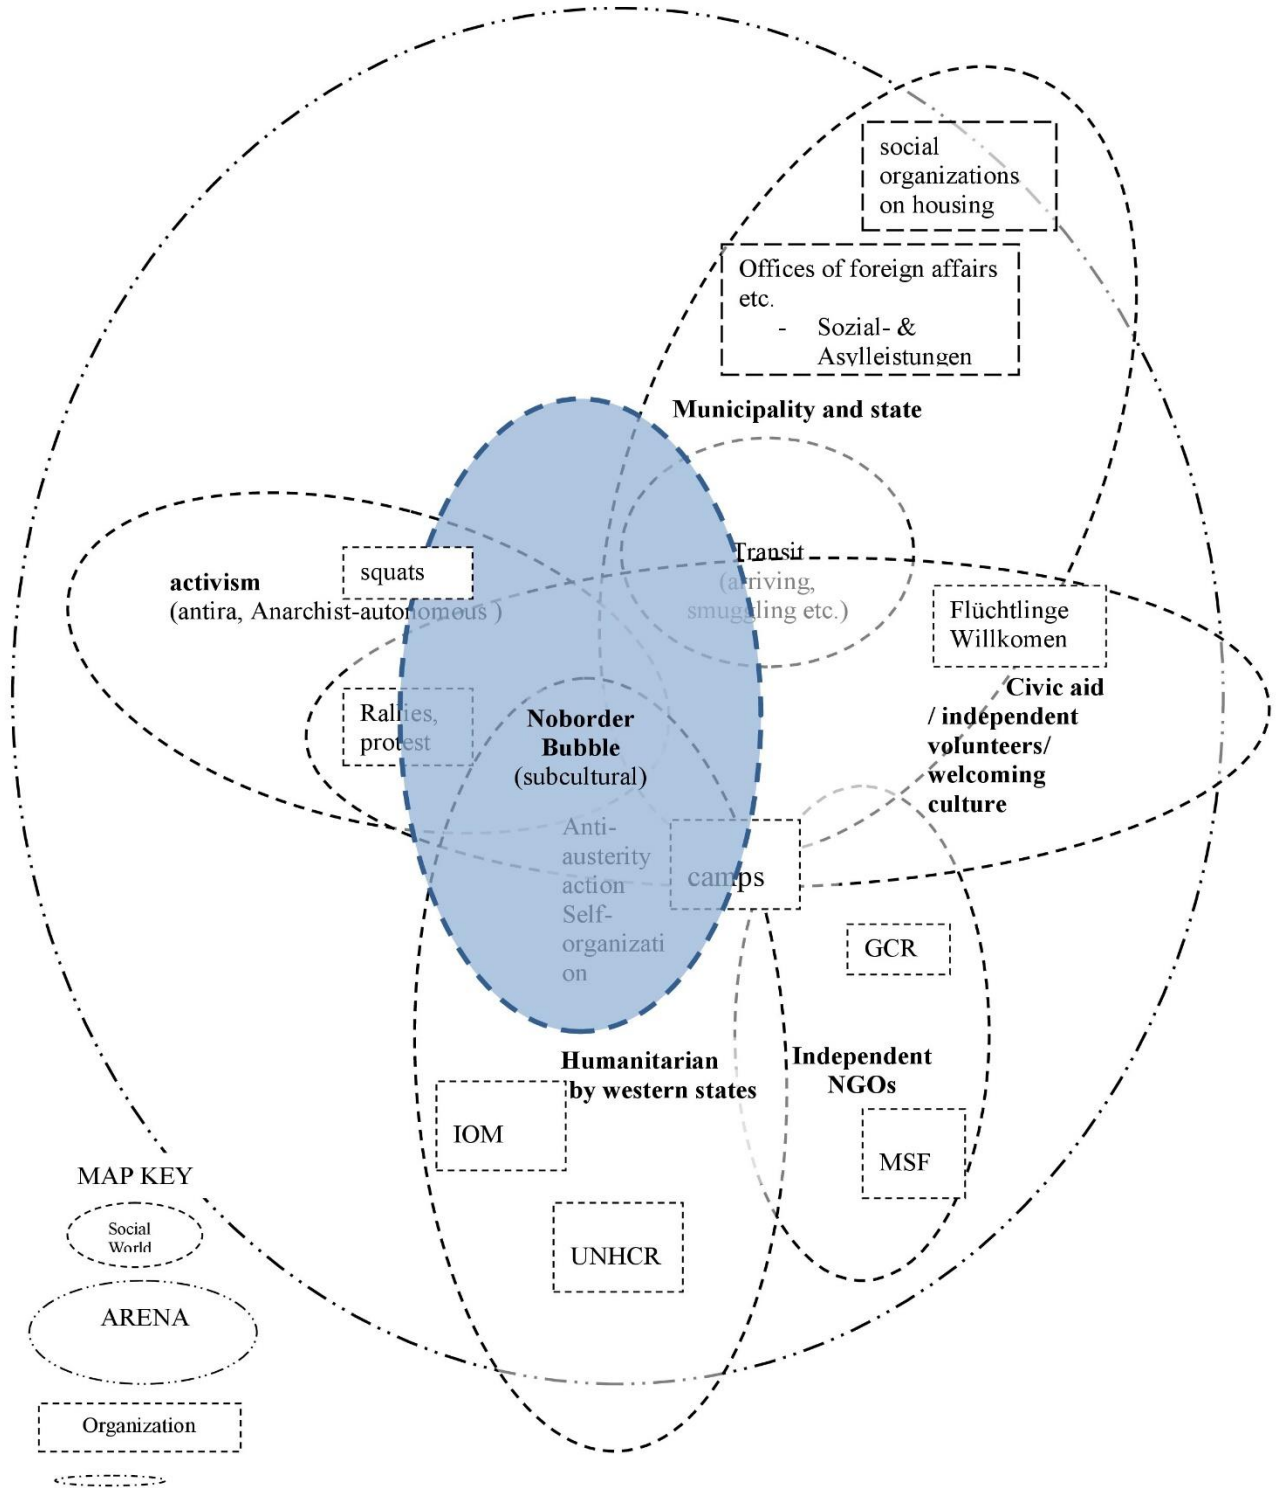 social
organizations
on housing
Offices of foreign affairs
etc.
- Sozial- &
Asylleistungen
Municipality and state
Transit
(arriving,
smuggling etc.)
squats
activism
(antira, Anarchist-autonomous )
Flüchtlinge
Willkomen
Civic aid
/ independent
volunteers/
welcoming
culture
Rallies,
protest
Noborder
Bubble
(subcultural)
Anti-
austerity
action
Self-
organizati
on
camps
GCR
Humanitarian
by western states
Independent
NGOs
IOM
MSF
UNHCR
MAP KEY
Social
World
ARENA
Organization